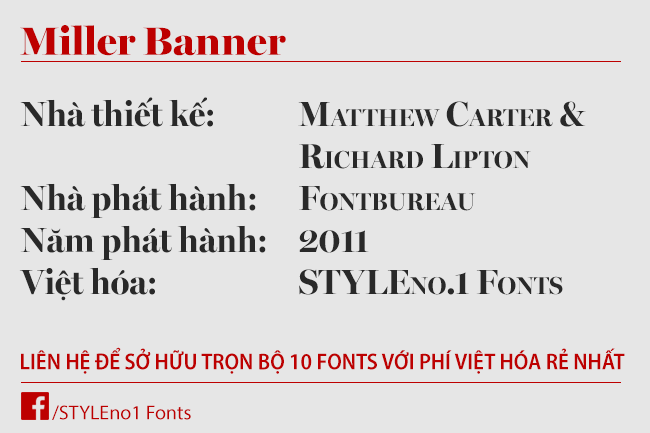 Miller Banner
Nhà thiết kế: Matthew Carter &
Richard Lipton
Nhà phát hành: Fontbureau
Năm phát hành: 2011
Việt hóa: STYLEno.1 Fonts
LIÊN HỆ ĐỂ SỞ HỮU TRỌN BỘ 10 FONTS VỚI PHÍ VIỆT HÓA RẺ NHẤT
f/STYLEno1 Fonts